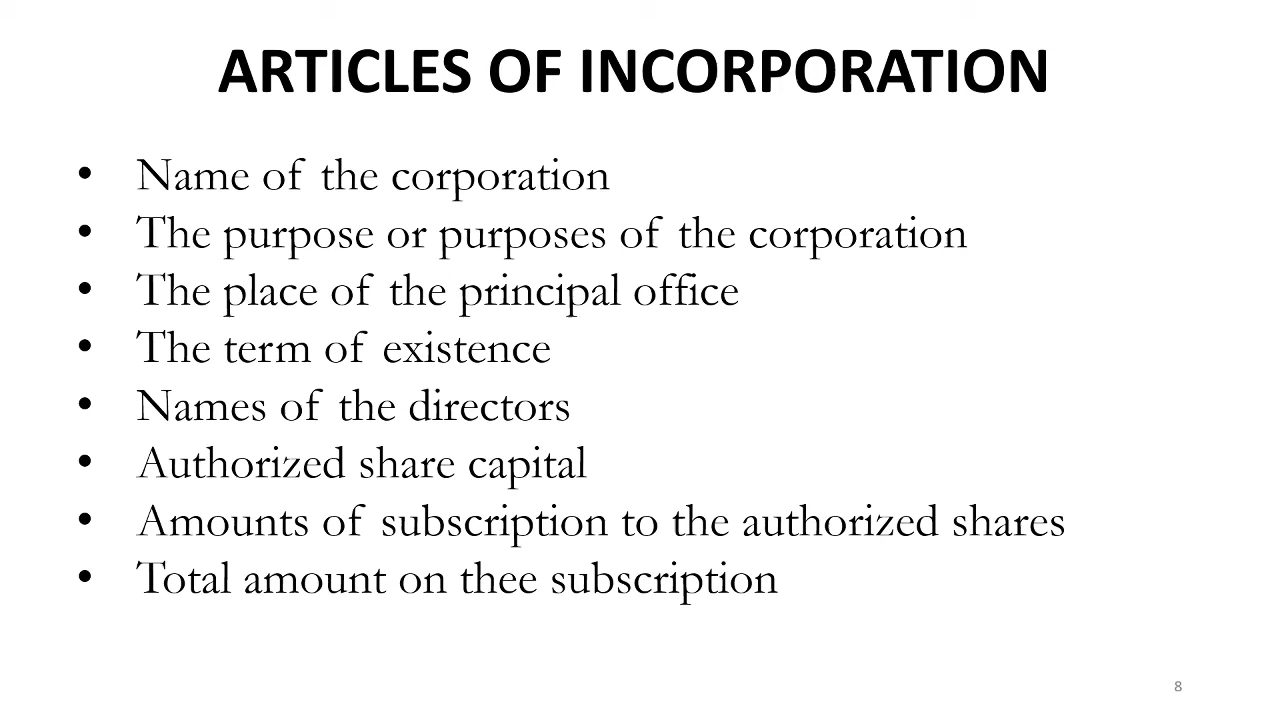 ARTICLES OF INCORPORATION
• Name of the corporation
• The purpose or purposes of the corporation
• The place of the principal office
• The term of existence
• Names of the directors
• Authorized share capital
• Amounts of subscription to the authorized shares
• Total amount on thee subscription
8